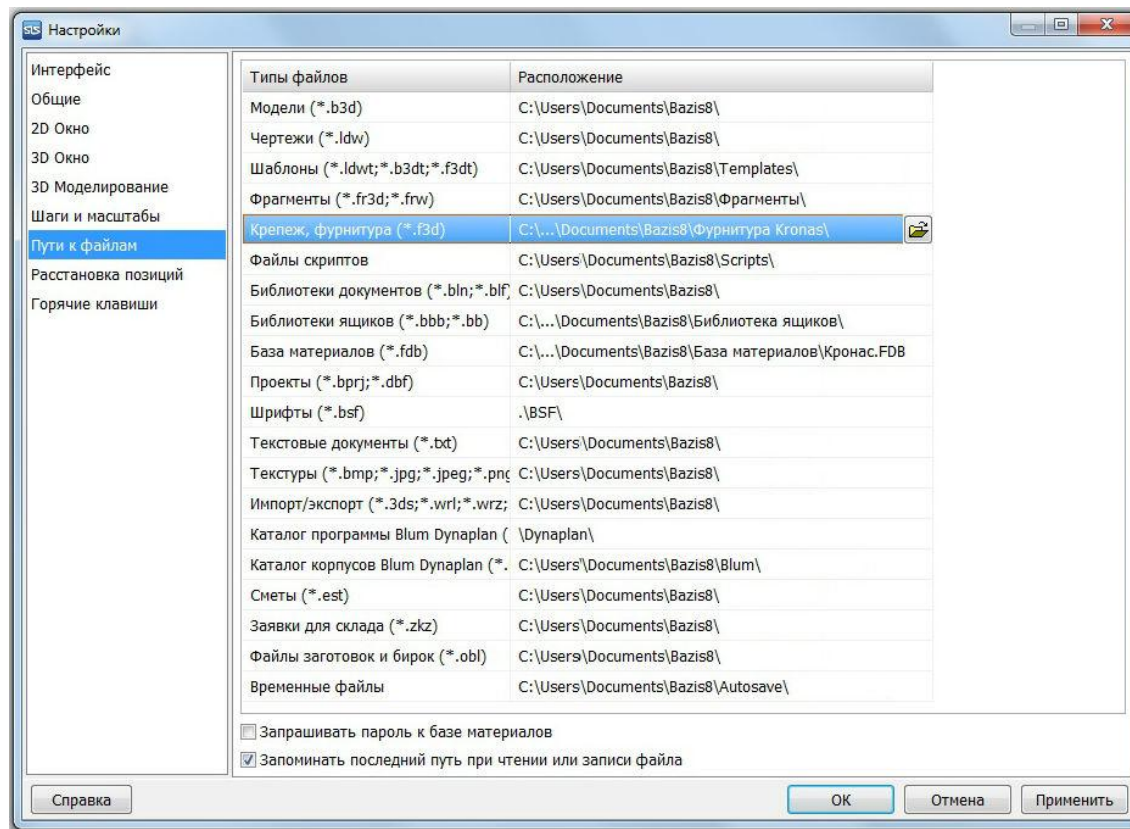 SLS Настройки
Интерфейс
Общие
2D Окно
3D Окно
3D Моделирование
Шаги и масштабы
Пути к файлам
Расстановка позиций
Горячие клавиши
Типы файлов Расположение
Модели (*.b3d) C:\Users\Documents\Bazis8\
Чертежи (*.ldw) C:\Users\Documents\Bazis8\
Шаблоны (*.ldwt;*.b3dt;*.f3dt) C:\Users\Documents\Bazis8\Templates\
Фрагменты (*.fr3d;*.frw) C:\Users\Documents\Bazis8\Фрагменты\
Крепеж, фурнитура (*.f3d) C:\...\Documents\Bazis8\Фурнитура Kronas\
Файлы скриптов C:\Users\Documents\Bazis8\Scripts\
Библиотеки документов (*.bln;*.blf) C:\Users\Documents\Bazis8\
Библиотеки ящиков (*.bbb;*.bb) C:\...\Documents\Bazis8\Библиотека ящиков\
База материалов (*.fdb) C:\...\Documents\Bazis8\База материалов\Кронас.FDB
Проекты (*.bprj;*.dbf) C:\Users\Documents\Bazis8\
Шрифты (*.bsf) .\BSF\
Текстовые документы (*.txt) C:\Users\Documents\Bazis8\
Текстуры (*.bmp;*.jpg;*.jpeg;*.png C:\Users\Documents\Bazis8\
Импорт/экспорт (*.3ds;*.wrl;*.wrz; C:\Users\Documents\Bazis8\
Каталог программы Blum Dynaplan ( \Dynaplan\
Каталог корпусов Blum Dynaplan (*. C:\Users\Documents\Bazis8\Blum\
Сметы (*.est) C:\Users\Documents\Bazis8\
Заявки для склада (*.zkz) C:\Users\Documents\Bazis8\
Файлы заготовок и бирок (*.obl) C:\Users\Documents\Bazis8\
Временные файлы C:\Users\Documents\Bazis8\Autosave\
Запрашивать пароль к базе материалов
Запоминать последний путь при чтении или записи файла
Справка ОК Отмена Применить